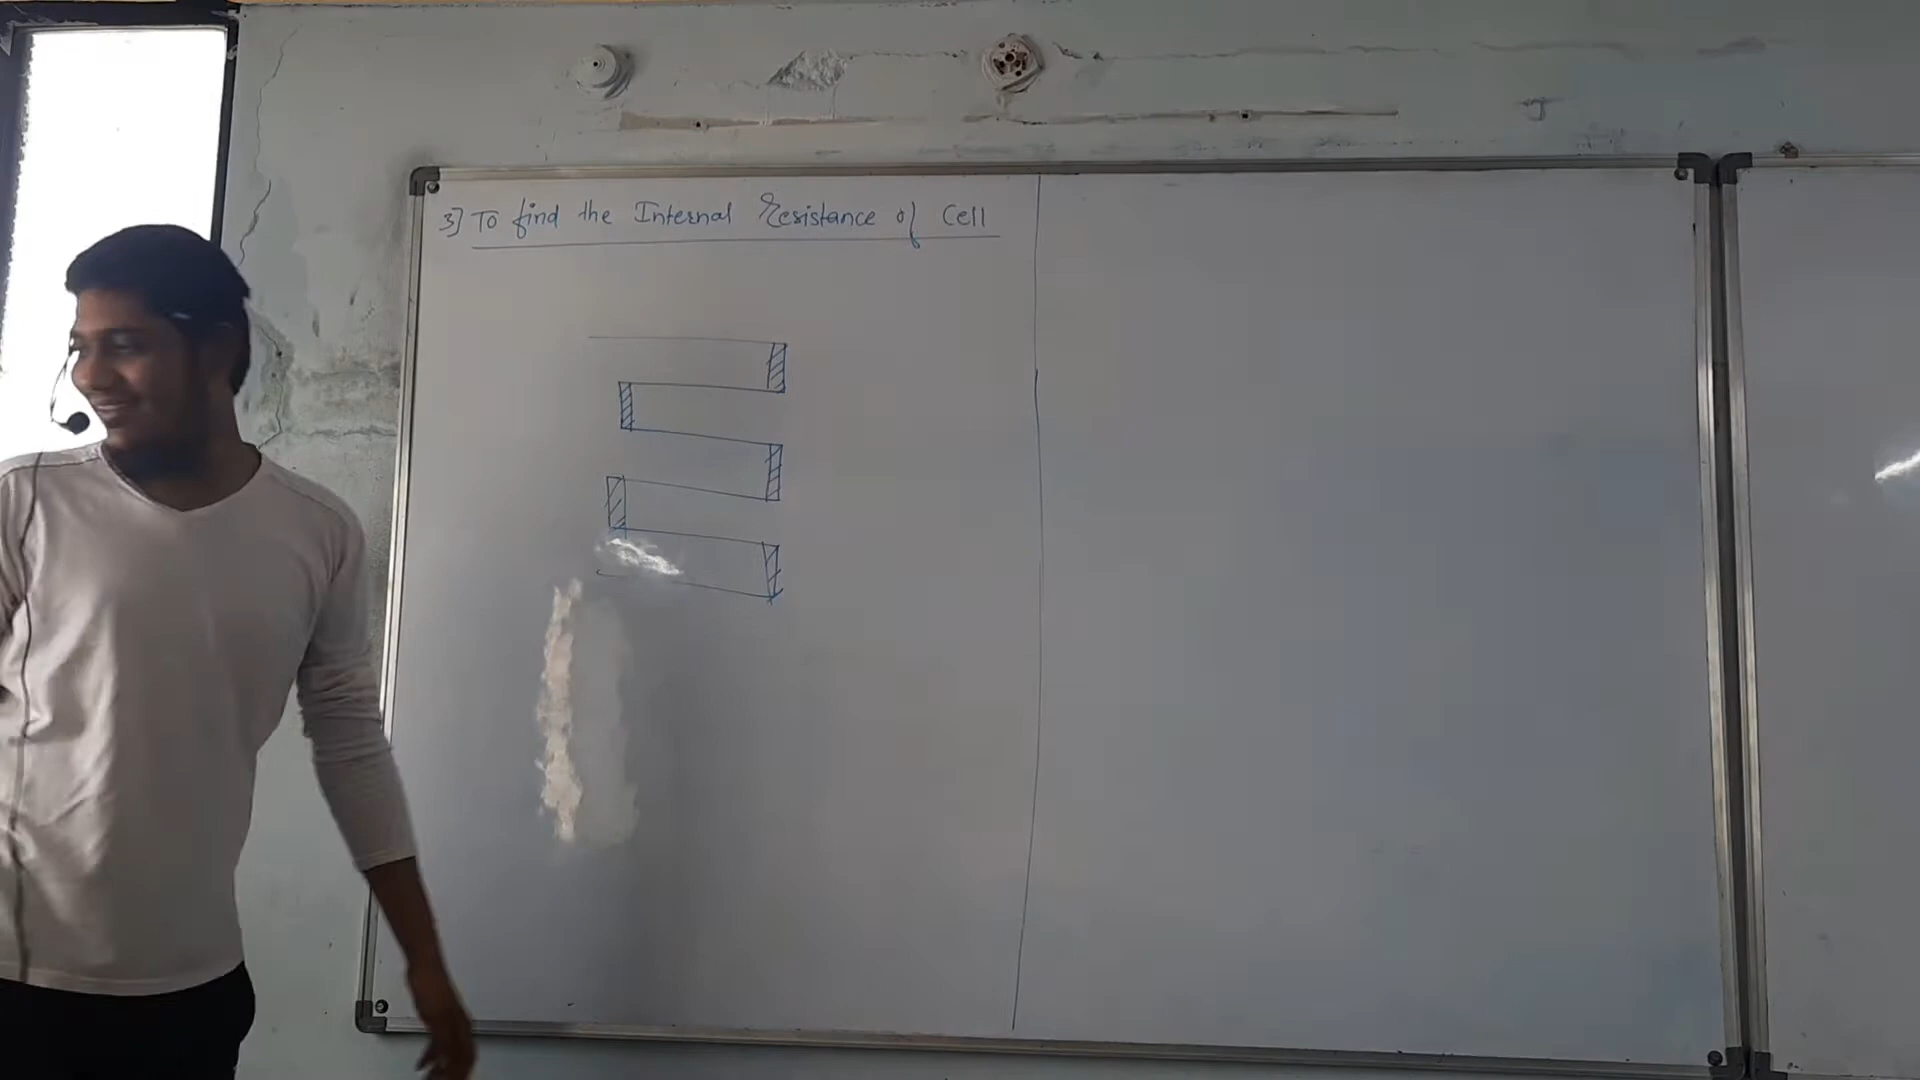 3] To find the Internal Resistance of Cell